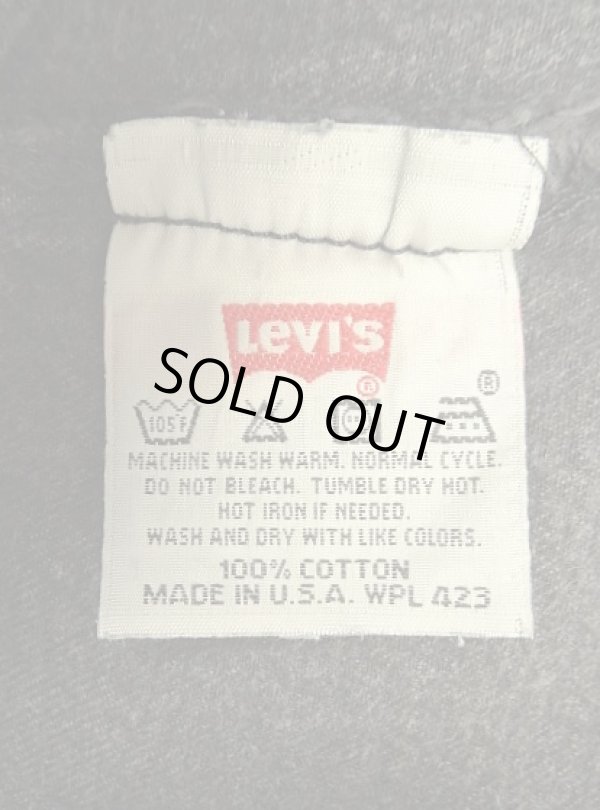 Levi's
®
SOLD OUT
105F
®
MACHINE WASH WARM. NORMAL CYCLE.
DO NOT BLEACH. TUMBLE DRY HOT.
HOT IRON IF NEEDED.
WASH AND DRY WITH LIKE COLORS.
100% COTTON
MADE IN U.S.A. WPL 423